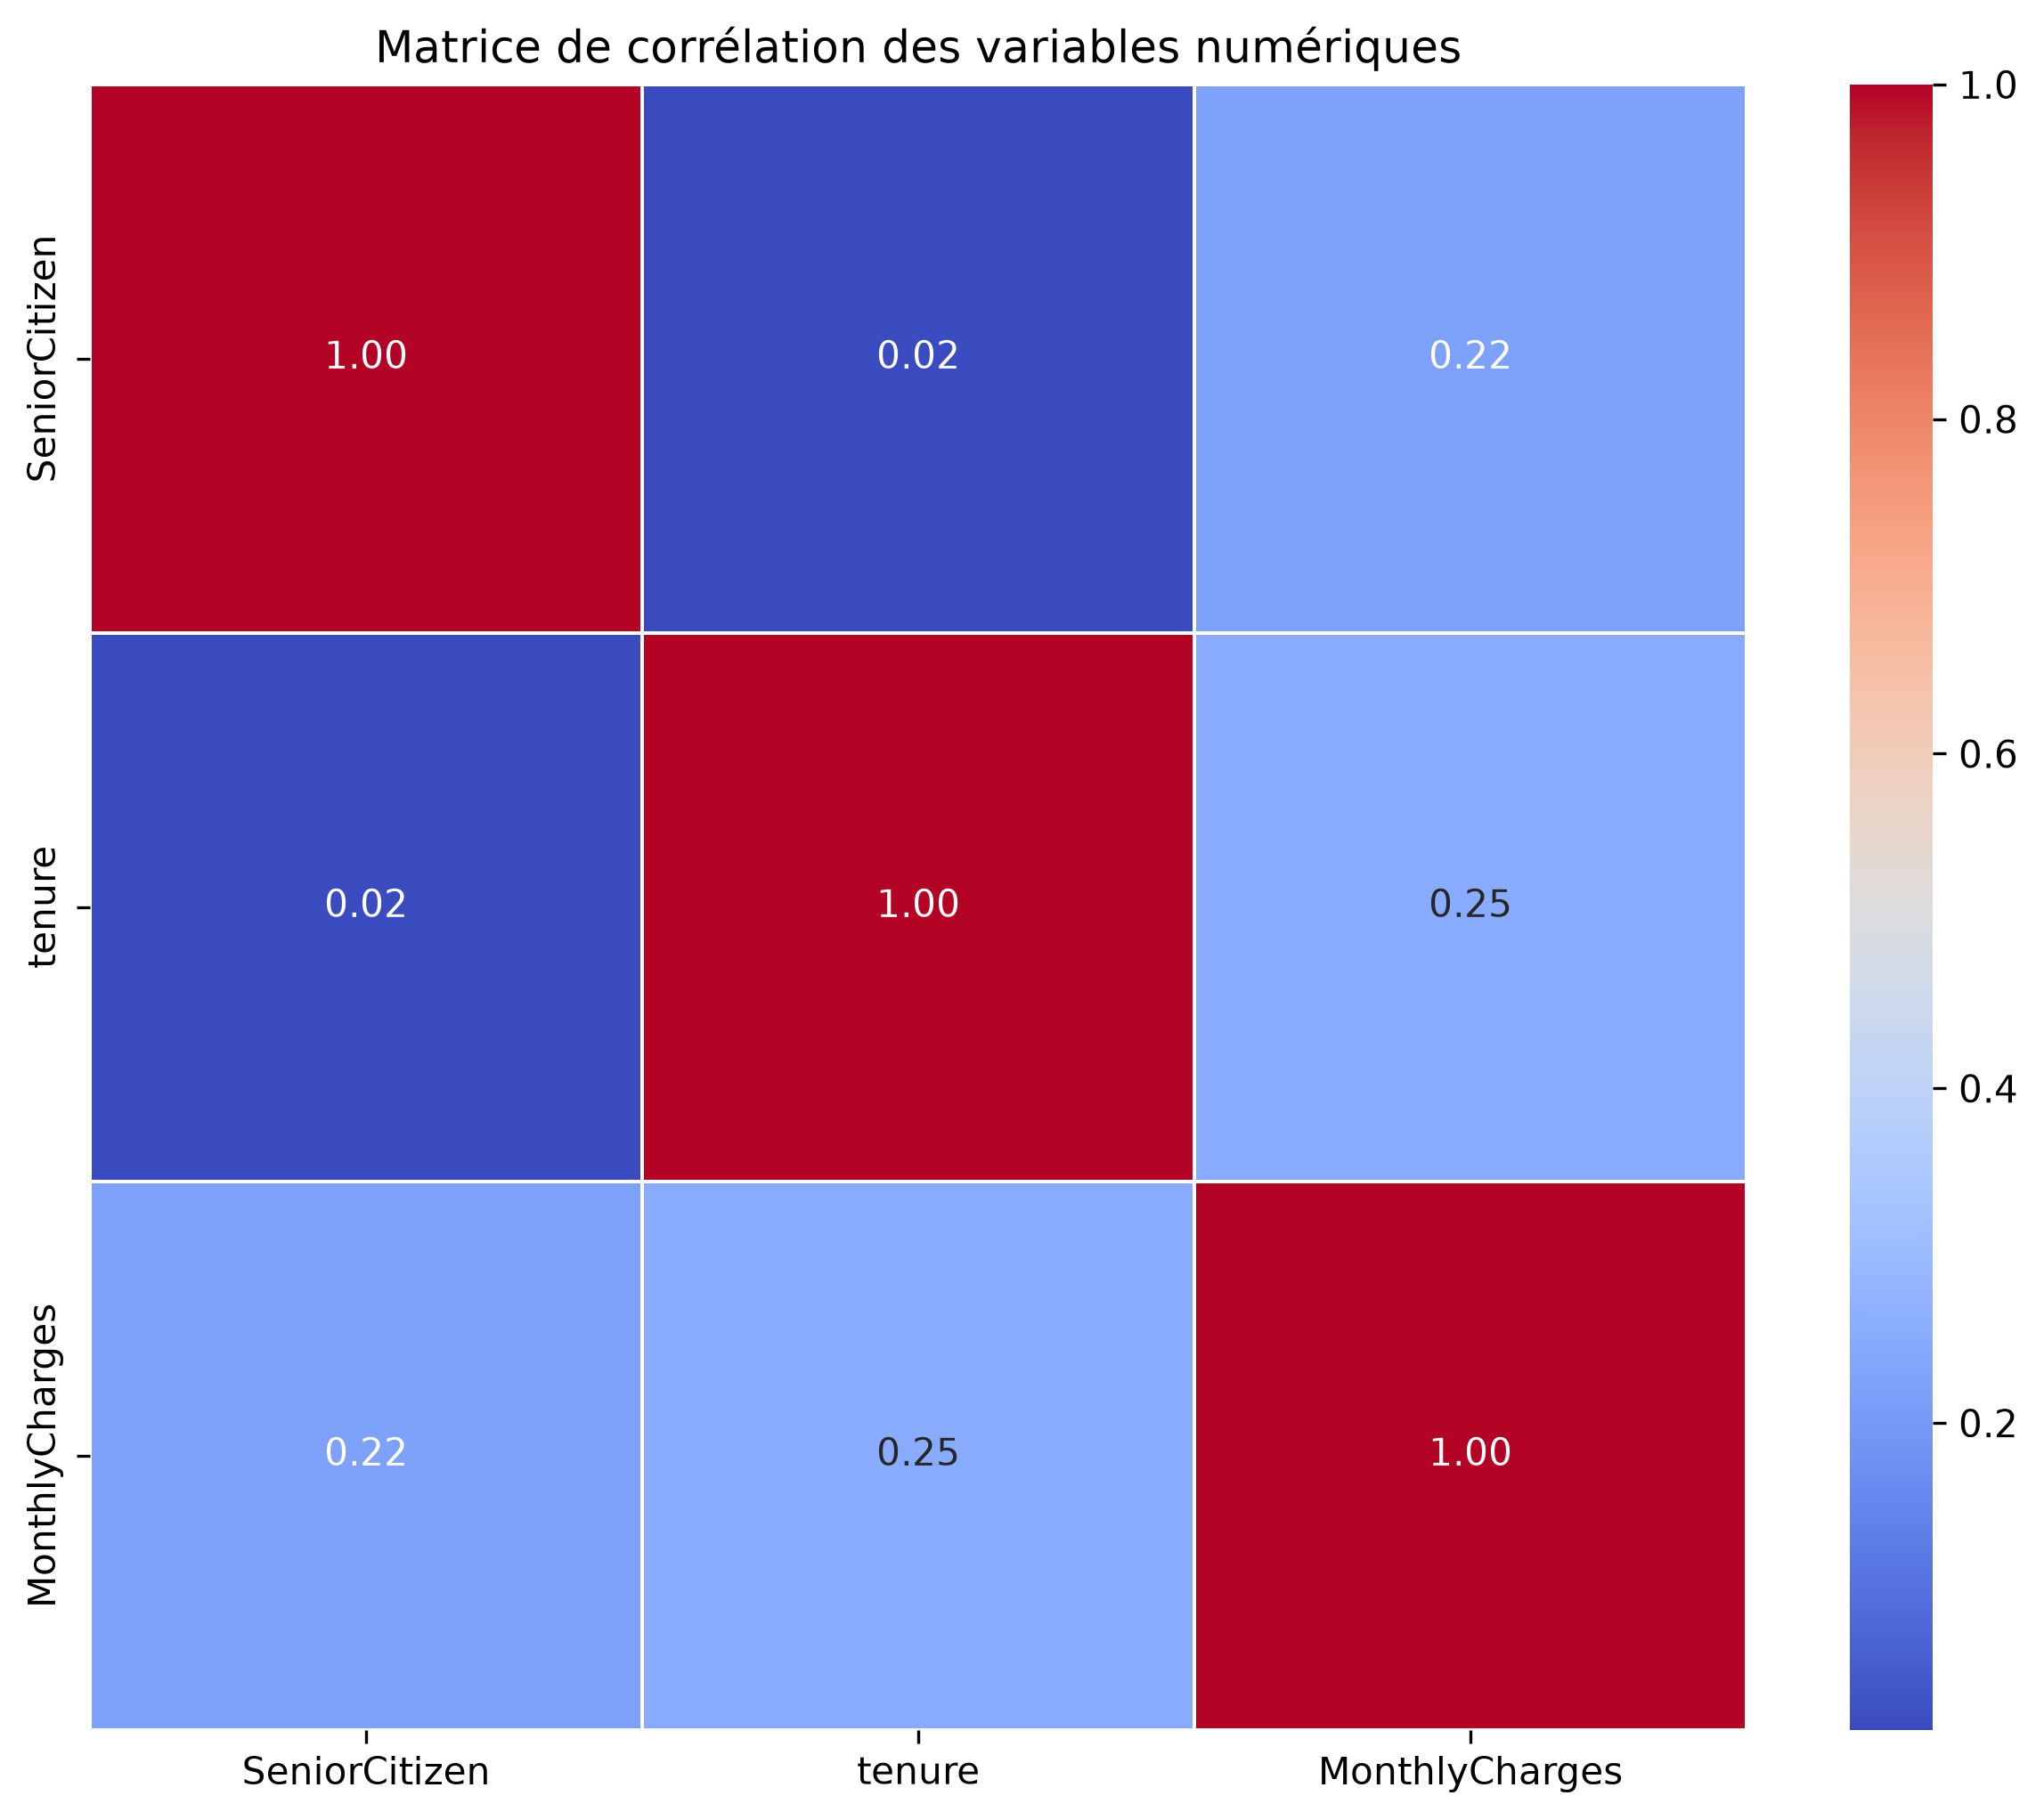 Matrice de corrélation des variables numériques
SeniorCitizen
1.00
0.02
0.22
tenure
0.02
1.00
0.25
MonthlyCharges
0.22
0.25
1.00
SeniorCitizen
tenure
MonthlyCharges
1.0
0.8
0.6
0.4
0.2